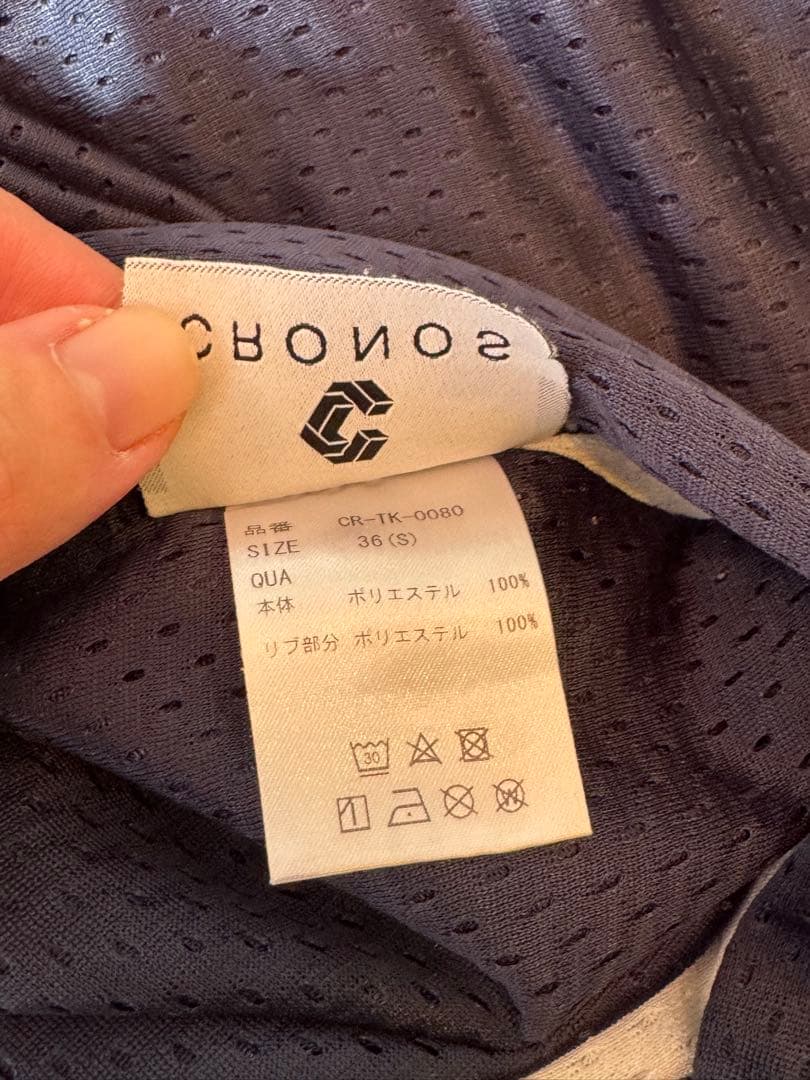 CRONOS
品番 CR-TK-0080
SIZE 36(S)
QUA
本体 ポリエステル 100%
リブ部分 ポリエステル 100%
30
W